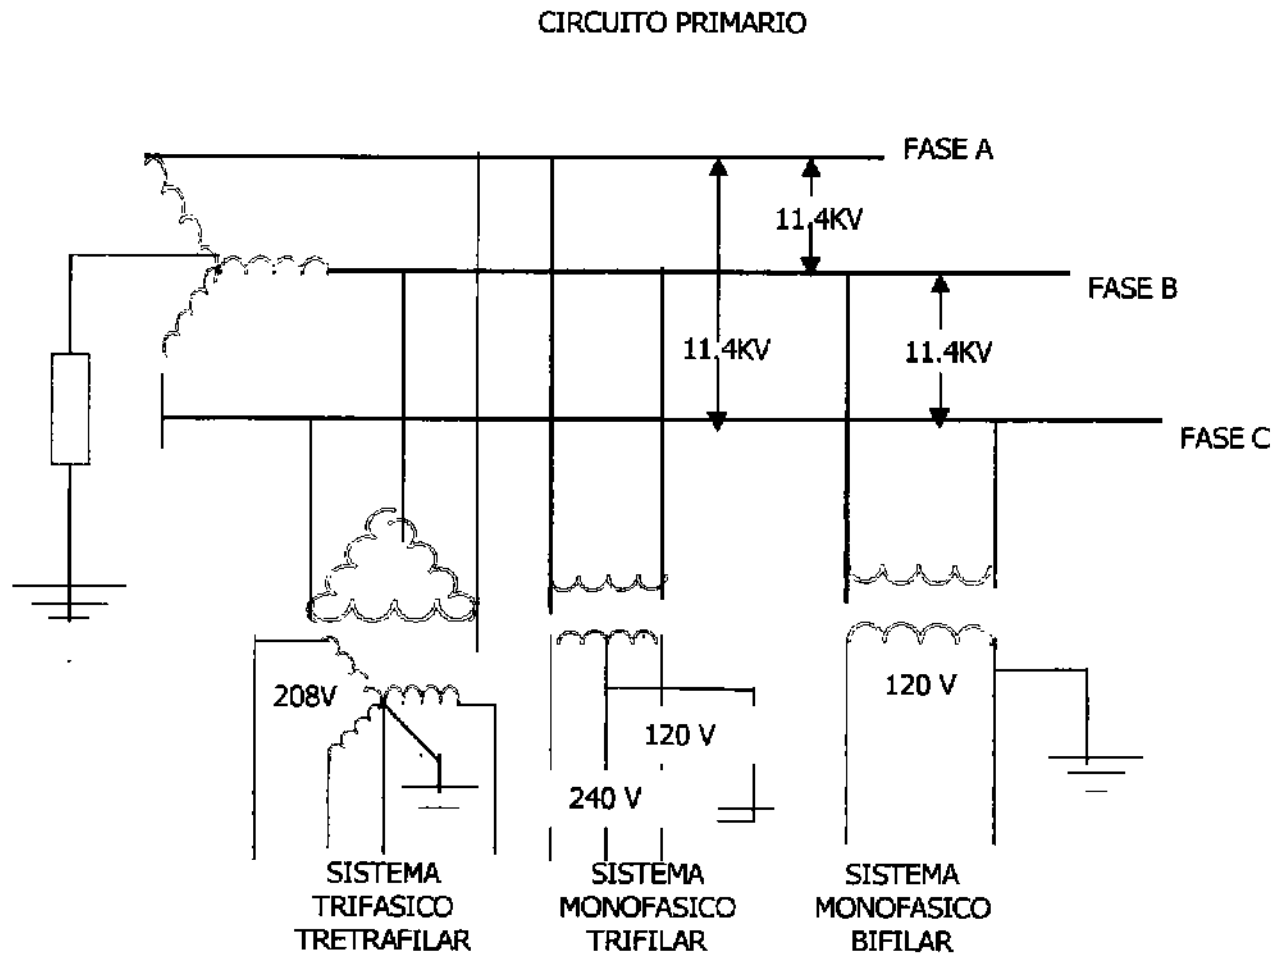 CIRCUITO PRIMARIO
FASE A
11.4KV
FASE B
11.4KV
11.4KV
FASE C
208V
120 V
120 V
240 V
SISTEMA
TRIFASICO
TRETRAFILAR
SISTEMA
MONOFASICO
TRIFILAR
SISTEMA
MONOFASICO
BIFILAR